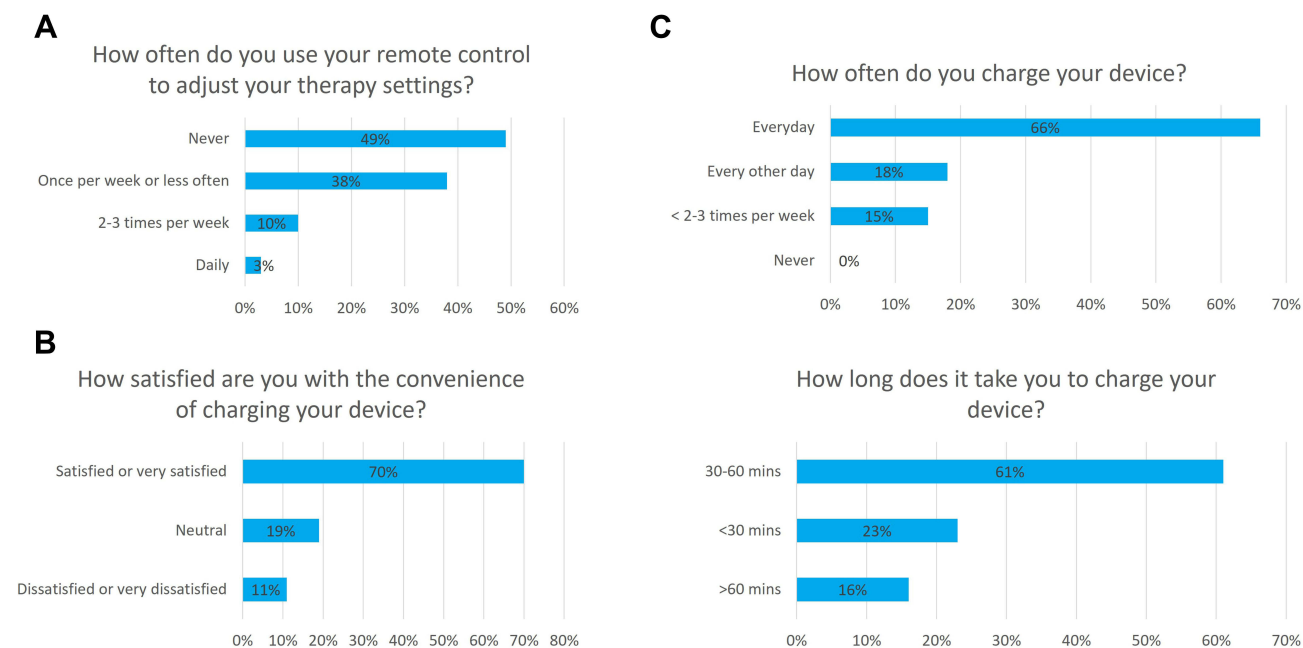 A
How often do you use your remote control
to adjust your therapy settings?
Never
49%
Once per week or less often
38%
2-3 times per week
10%
Daily
3%
0% 10% 20% 30% 40% 50% 60%
B
How satisfied are you with the convenience
of charging your device?
Satisfied or very satisfied
70%
Neutral
19%
Dissatisfied or very dissatisfied
11%
0% 10% 20% 30% 40% 50% 60% 70% 80%
C
How often do you charge your device?
Everyday
66%
Every other day
18%
< 2-3 times per week
15%
Never
0%
0% 10% 20% 30% 40% 50% 60% 70%
How long does it take you to charge your
device?
30-60 mins
61%
<30 mins
23%
>60 mins
16%
0% 10% 20% 30% 40% 50% 60% 70%